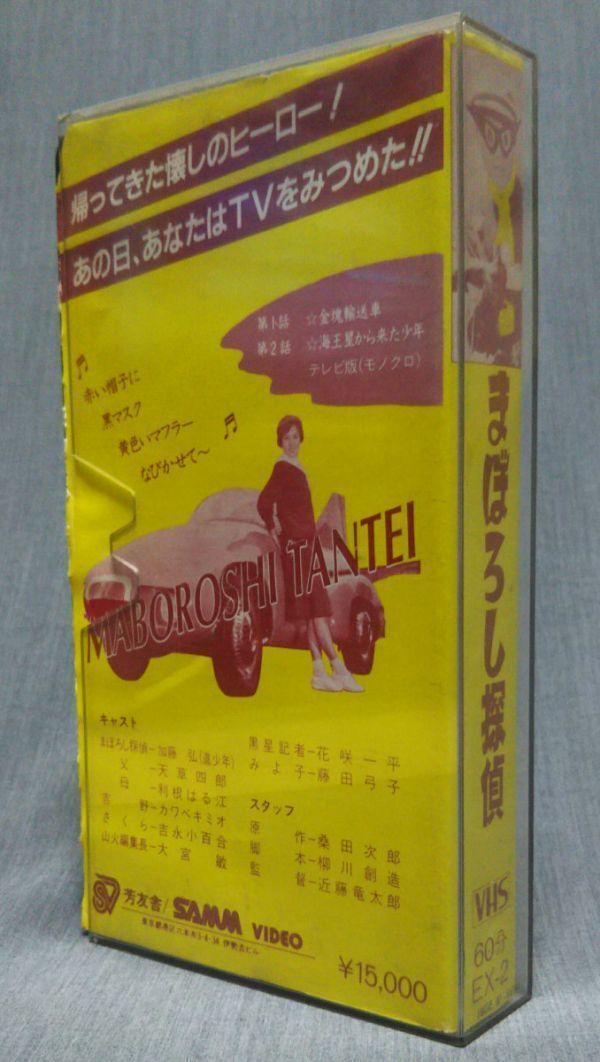 帰ってきた懐しのヒーロー!
あの日、あなたはTVをみつめた!!
第1話 ☆金塊輸送車
第2話 ☆海王星から来た少年
テレビ版(モノクロ)
赤い帽子に
黒マスク
黄色いマフラー
なびかせて〜
MABOROSHI TANTEI
キャスト
まぼろし探偵─加藤 弘(進少年)
父─天草四郎
母─利根はる江
吉野─カワベキミオ
さくら─吉永小百合
山火編集長─大宮 敏
黒星記者─花咲一平
みよ子─藤田弓子
スタッフ
原作─桑田次郎
脚本─柳川創造
監督─近藤竜太郎
芳友舎/SAMM VIDEO
¥15,000
まぼろし探偵
VHS
60分
EX-2